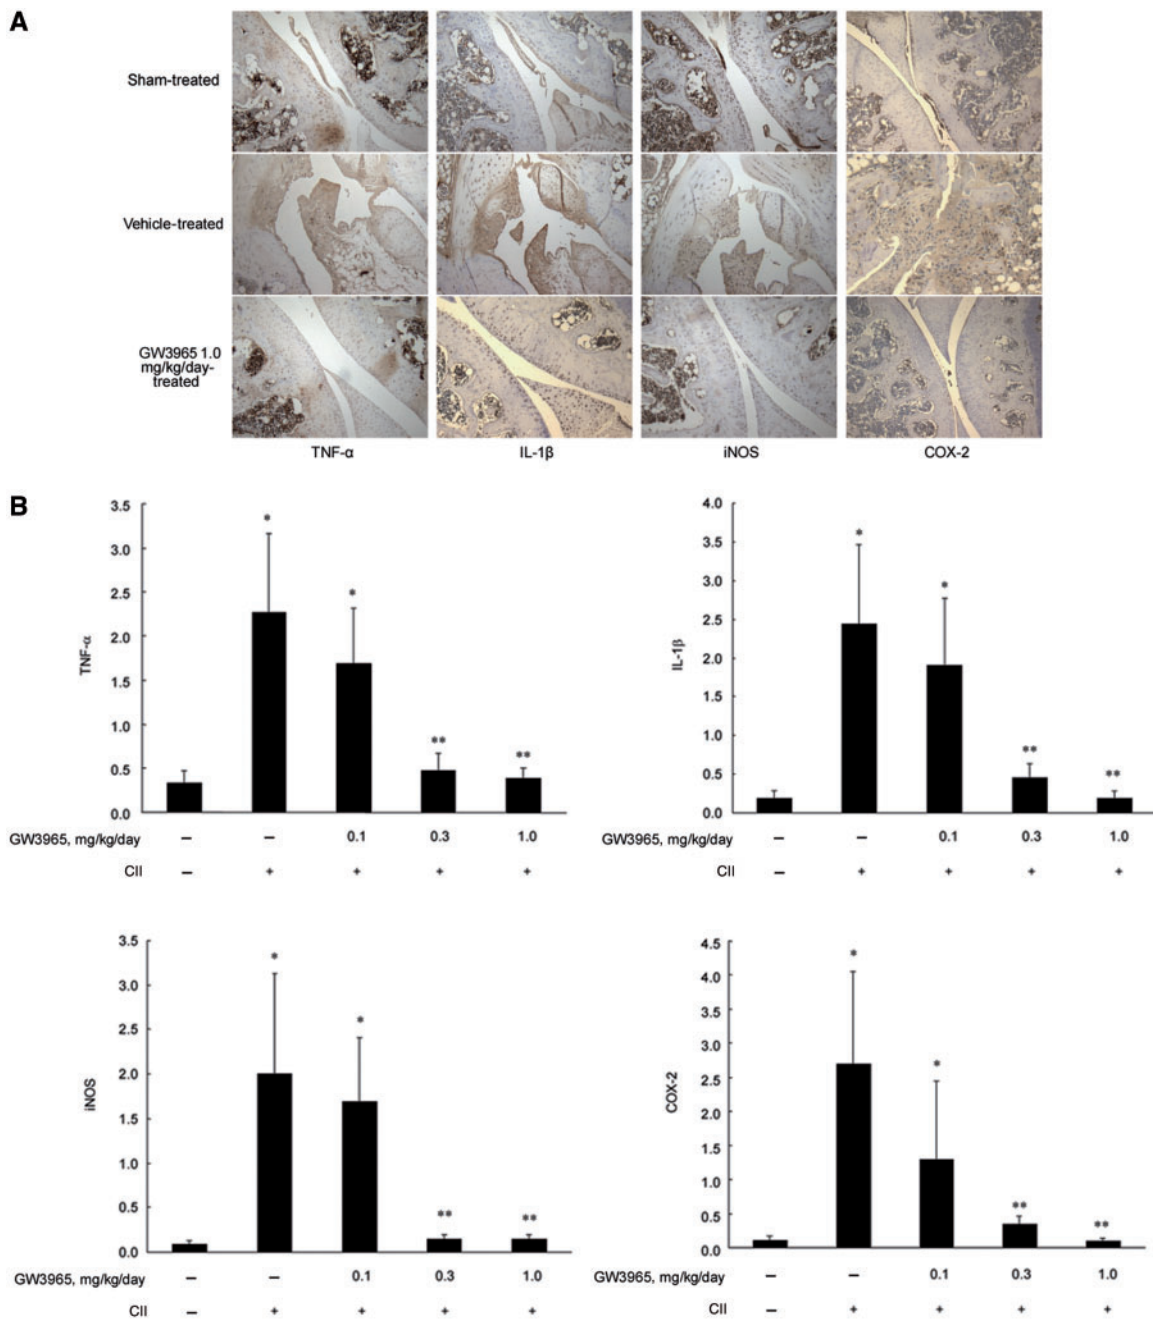 A
Sham-treated
Vehicle-treated
GW3965 1.0
mg/kg/day-
treated
TNF-α IL-1β iNOS COX-2
B
3.5
3.0
2.5
2.0
1.5
1.0
0.5
0.0
TNF-α
* * ** **
GW3965, mg/kg/day – – 0.1 0.3 1.0
CII – + + + +
4.0
3.5
3.0
2.5
2.0
1.5
1.0
0.5
0.0
IL-1β
* * ** **
GW3965, mg/kg/day – – 0.1 0.3 1.0
CII – + + + +
3.5
3.0
2.5
2.0
1.5
1.0
0.5
0.0
iNOS
* * ** **
GW3965, mg/kg/day – – 0.1 0.3 1.0
CII – + + + +
4.5
4.0
3.5
3.0
2.5
2.0
1.5
1.0
0.5
0.0
COX-2
* * ** **
GW3965, mg/kg/day – – 0.1 0.3 1.0
CII – + + + +